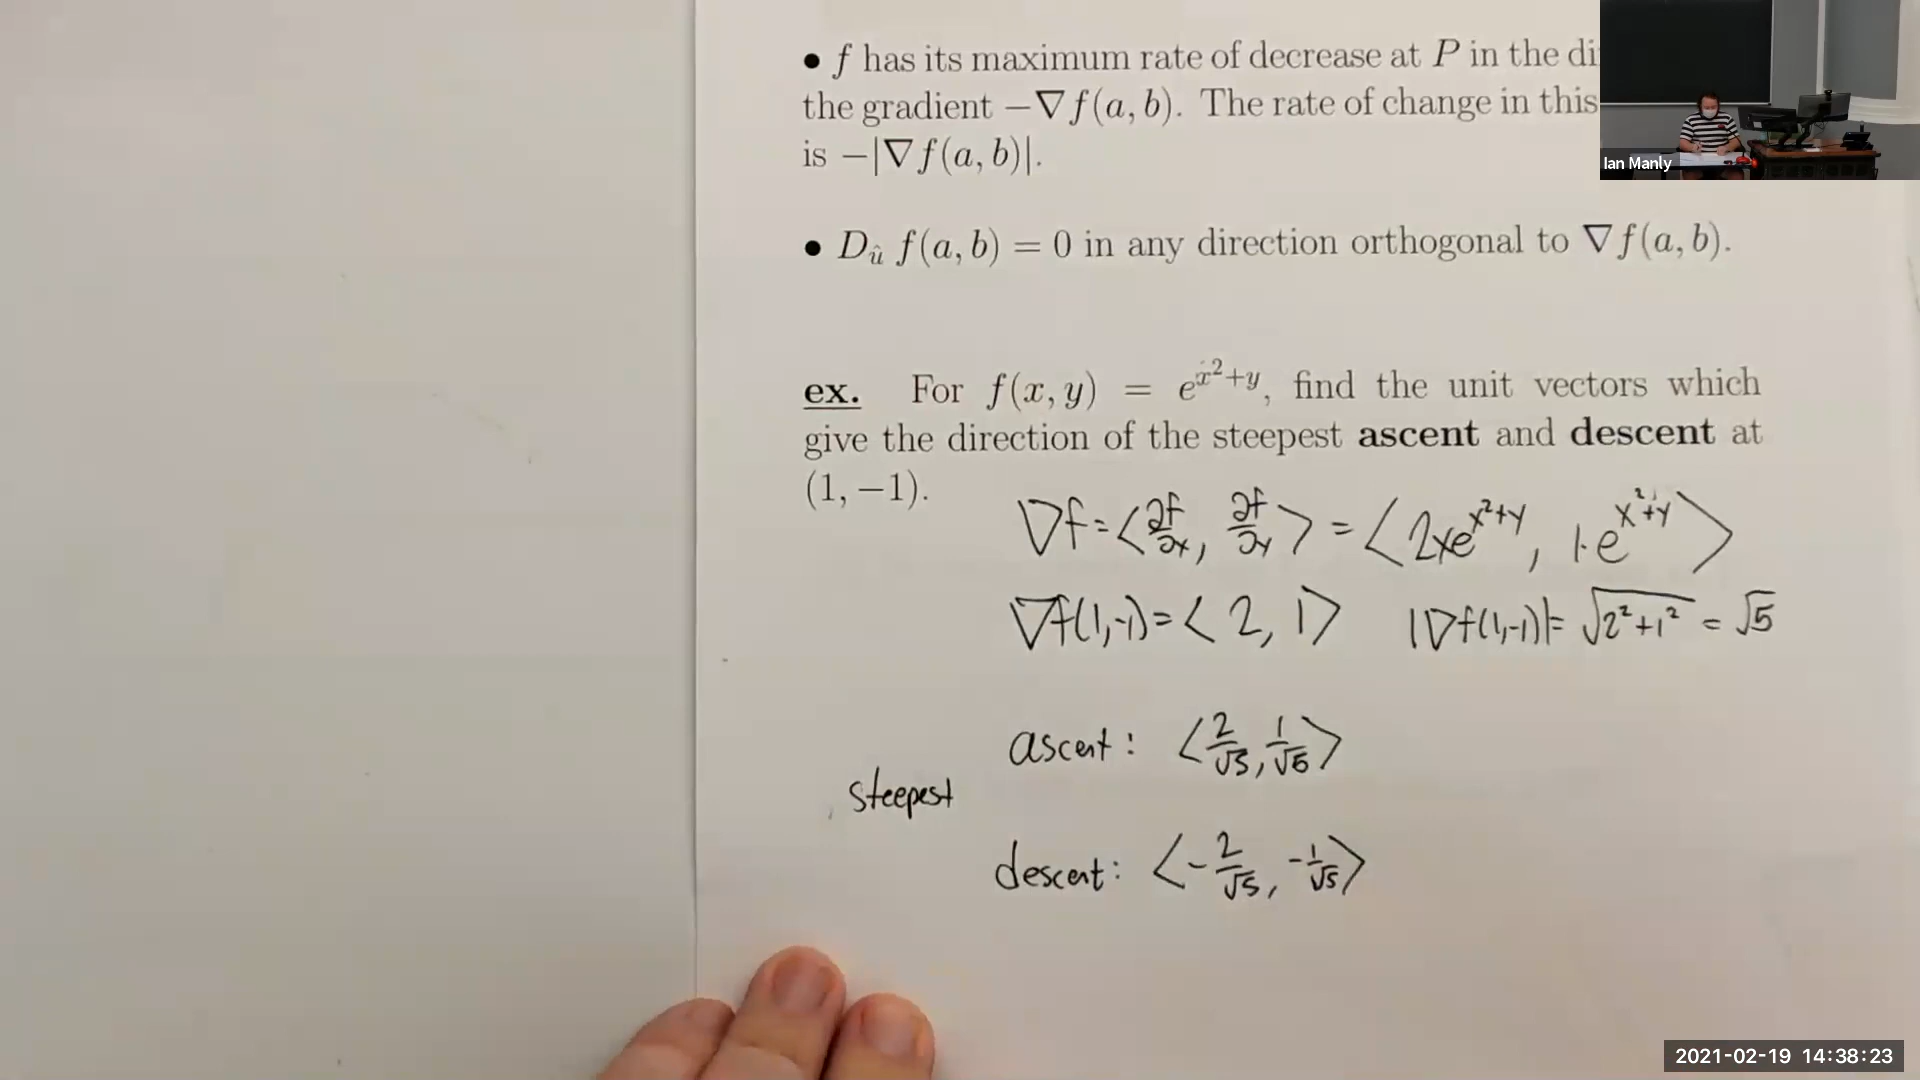 • f has its maximum rate of decrease at P in the di
the gradient −∇f(a, b). The rate of change in this
is −|∇f(a, b)|.
Ian Manly
• D_û f(a, b) = 0 in any direction orthogonal to ∇f(a, b).
ex. For f(x, y) = e^{x²+y}, find the unit vectors which
give the direction of the steepest ascent and descent at
(1, −1).
∇f = <∂f/∂x, ∂f/∂y> = <2xe^{x²+y}, 1·e^{x²+y}>
∇f(1,-1) = <2, 1> |∇f(1,-1)| = √(2²+1²) = √5
ascent: <2/√5, 1/√5>
steepest
descent: <-2/√5, -1/√5>
2021-02-19 14:38:23